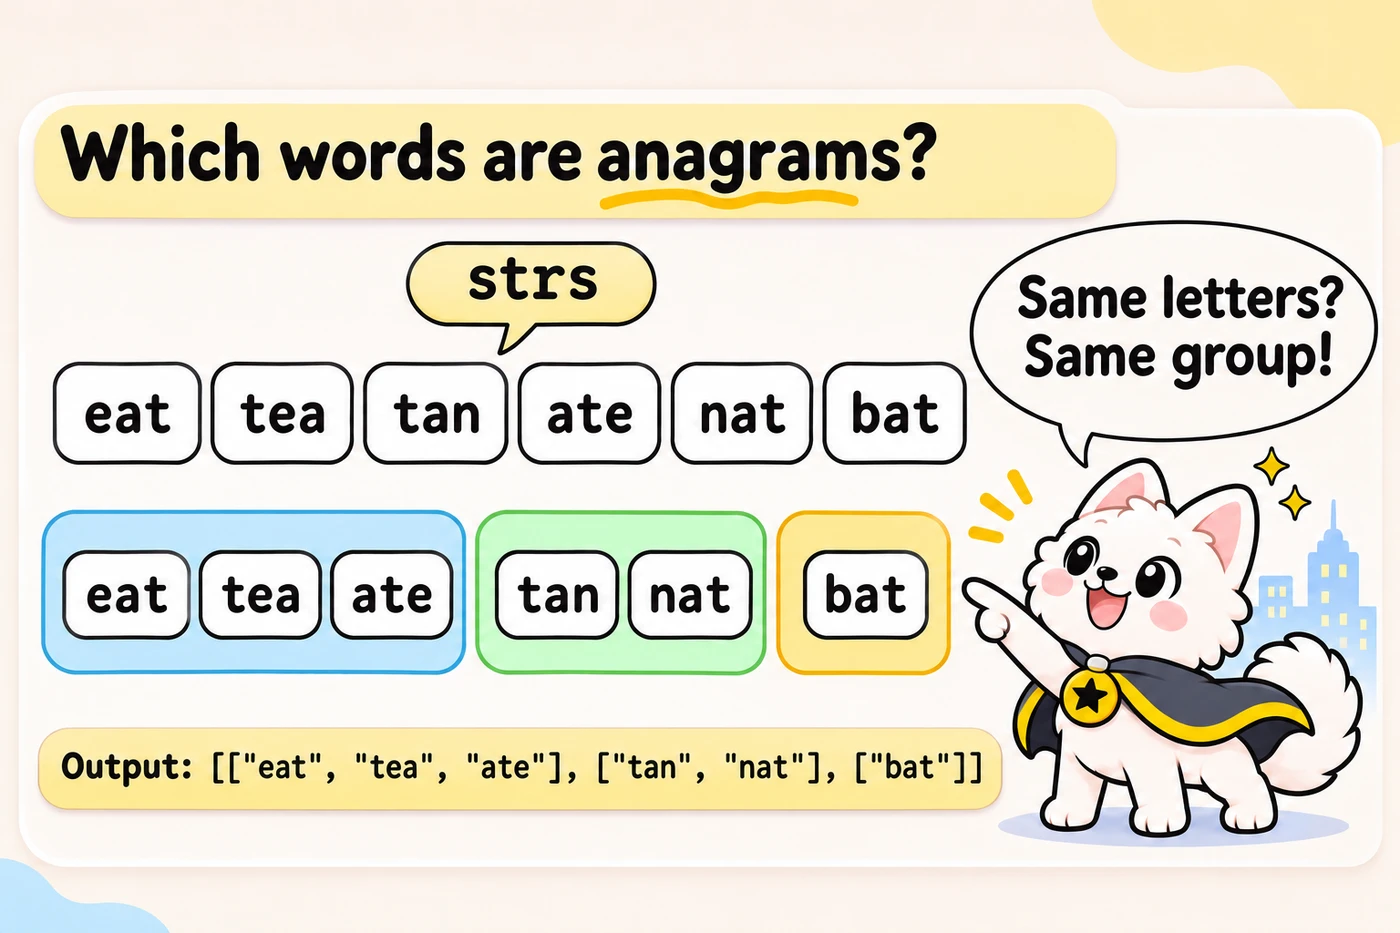 Which words are anagrams?
strs
Same letters?
Same group!
eat tea tan ate nat bat
eat tea ate tan nat bat
Output: [["eat", "tea", "ate"], ["tan", "nat"], ["bat"]]